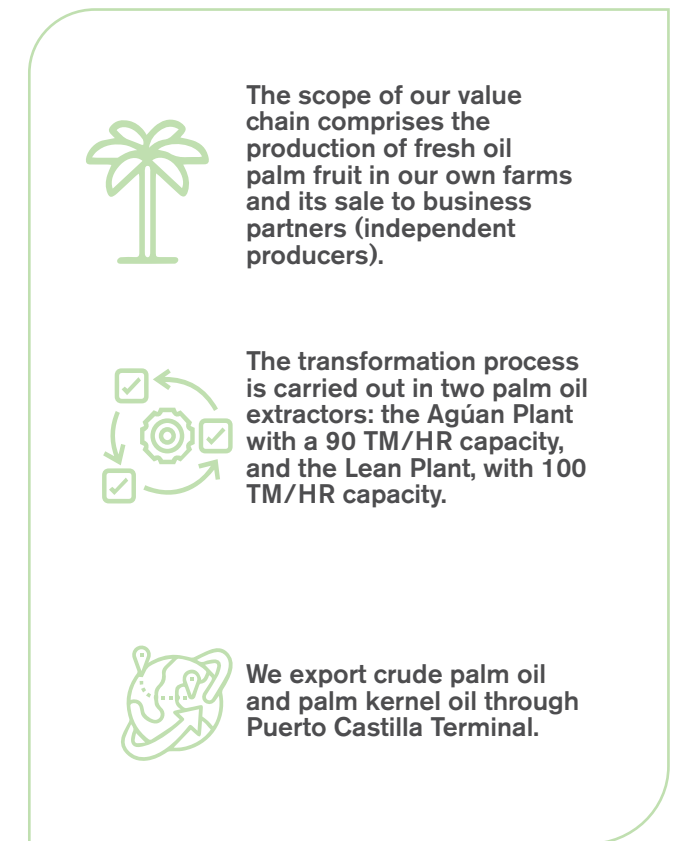 The scope of our value
chain comprises the
production of fresh oil
palm fruit in our own farms
and its sale to business
partners (independent
producers).
The transformation process
is carried out in two palm oil
extractors: the Agúan Plant
with a 90 TM/HR capacity,
and the Lean Plant, with 100
TM/HR capacity.
We export crude palm oil
and palm kernel oil through
Puerto Castilla Terminal.